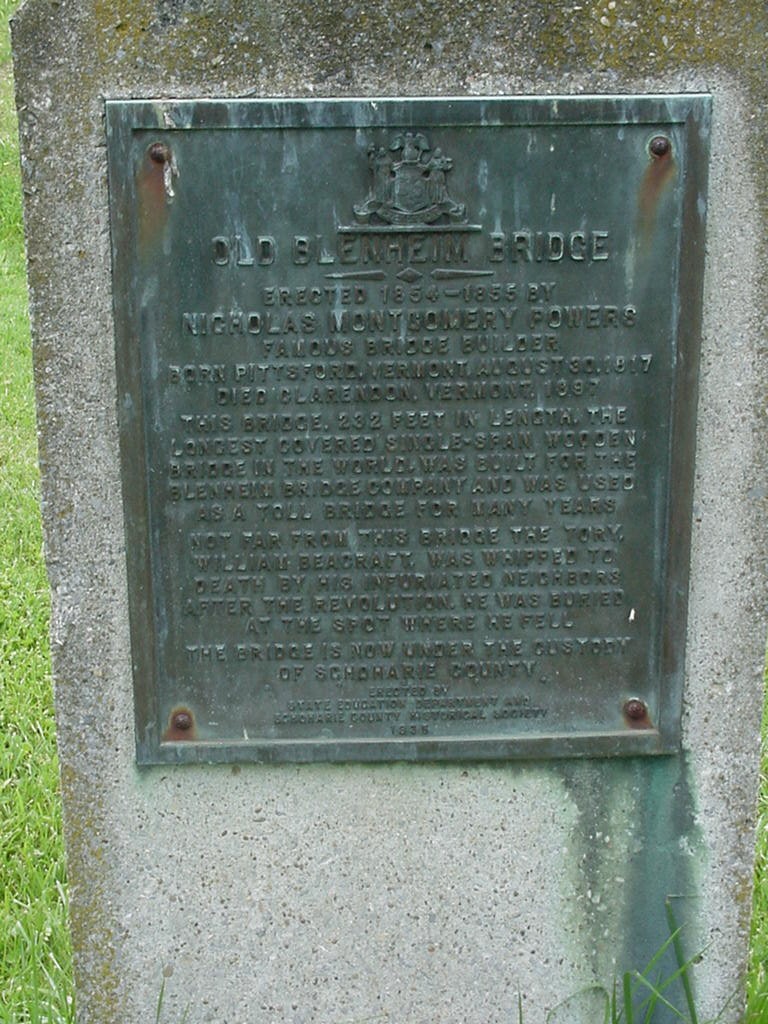 OLD BLENHEIM BRIDGE
ERECTED 1854-1855 BY
NICHOLAS MONTGOMERY POWERS
FAMOUS BRIDGE BUILDER
BORN PITTSFORD, VERMONT, AUGUST 30, 1817
DIED CLARENDON, VERMONT, 1897
THIS BRIDGE, 232 FEET IN LENGTH, THE
LONGEST COVERED SINGLE-SPAN WOODEN
BRIDGE IN THE WORLD, WAS BUILT FOR THE
BLENHEIM BRIDGE COMPANY AND WAS USED
AS A TOLL BRIDGE FOR MANY YEARS
NOT FAR FROM THIS BRIDGE THE TORY,
WILLIAM BEACRAFT, WAS WHIPPED TO
DEATH BY HIS INFURIATED NEIGHBORS
AFTER THE REVOLUTION. HE WAS BURIED
AT THE SPOT WHERE HE FELL
THE BRIDGE IS NOW UNDER THE CUSTODY
OF SCHOHARIE COUNTY
ERECTED BY
STATE EDUCATION DEPARTMENT AND
SCHOHARIE COUNTY HISTORICAL SOCIETY